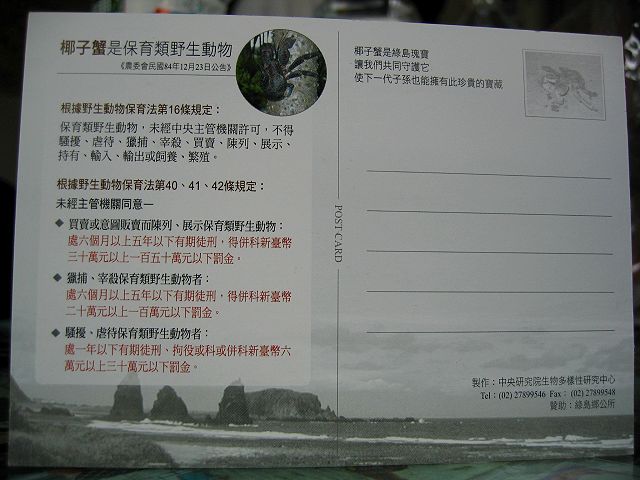 椰子蟹是保育類野生動物
《農委會民國84年12月23日公告》
根據野生動物保育法第16條規定：
保育類野生動物，未經中央主管機關許可，不得
騷擾、虐待、獵捕、宰殺、買賣、陳列、展示、
持有、輸入、輸出或飼養、繁殖。
根據野生動物保育法第40、41、42條規定：
未經主管機關同意—
◆ 買賣或意圖販賣而陳列、展示保育類野生動物：
處六個月以上五年以下有期徒刑，得併科新臺幣
三十萬元以上一百五十萬元以下罰金。
◆ 獵捕、宰殺保育類野生動物者：
處六個月以上五年以下有期徒刑，得併科新臺幣
二十萬元以上一百萬元以下罰金。
◆ 騷擾、虐待保育類野生動物者：
處一年以下有期徒刑、拘役或科或併科新臺幣六
萬元以上三十萬元以下罰金。
POST CARD
椰子蟹是綠島瑰寶
讓我們共同守護它
使下一代子孫也能擁有此珍貴的寶藏
製作：中央研究院生物多樣性研究中心
Tel：(02) 27899546 Fax：(02) 27899548
贊助：綠島鄉公所